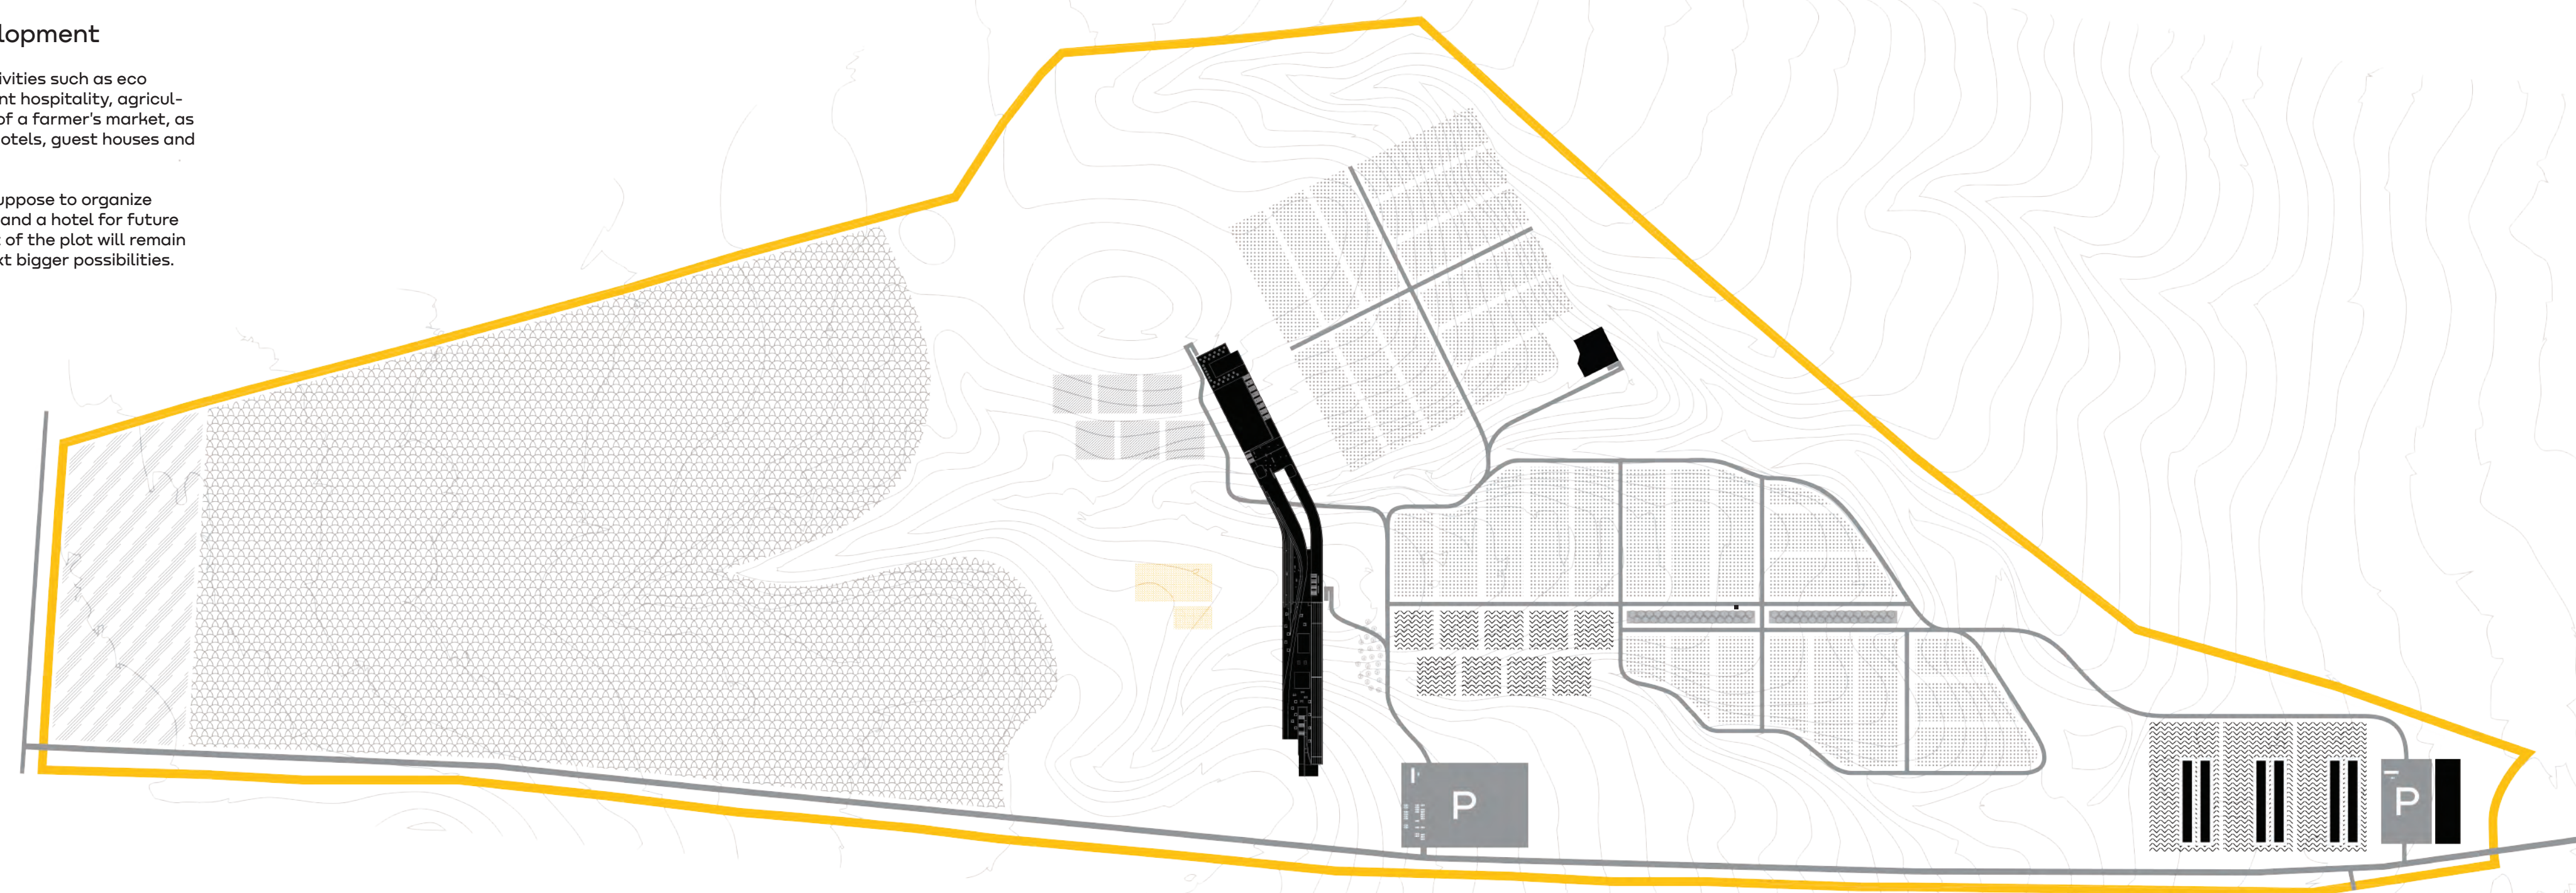 lopment
ivities such as eco
nt hospitality, agricul-
of a farmer's market, as
otels, guest houses and
uppose to organize
and a hotel for future
t of the plot will remain
xt bigger possibilities.
P
P